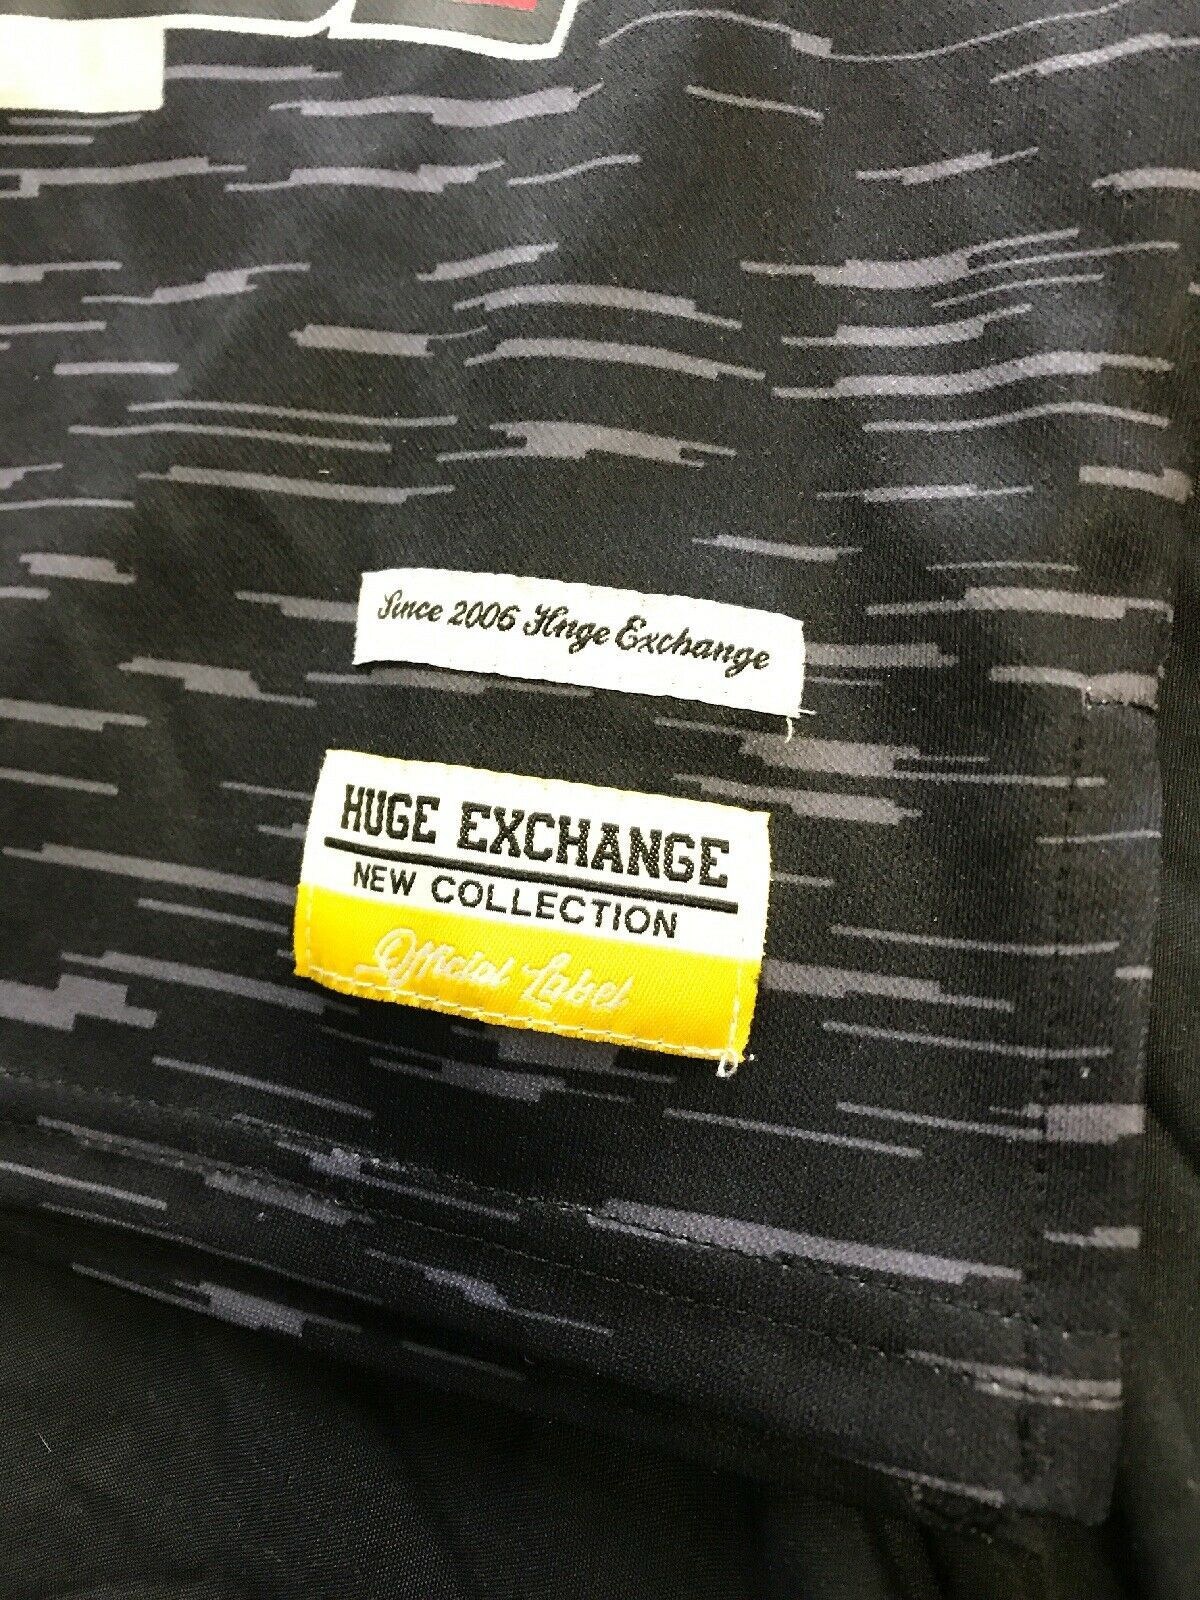 Since 2006 Huge Exchange
HUGE EXCHANGE
NEW COLLECTION
Official Label